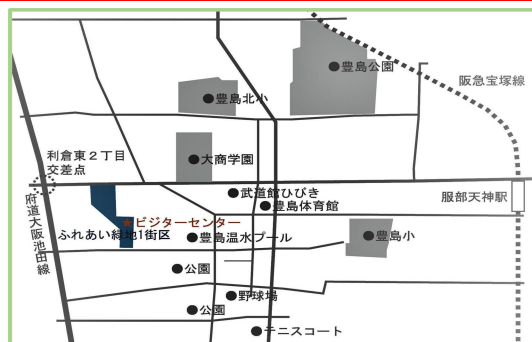 豊島公園
阪急宝塚線
豊島北小
利倉東２丁目
交差点
大商学園
武道館ひびき
豊島体育館
服部天神駅
府道大阪池田線
ビジターセンター
ふれあい緑地1街区
豊島温水プール
豊島小
公園
野球場
公園
テニスコート